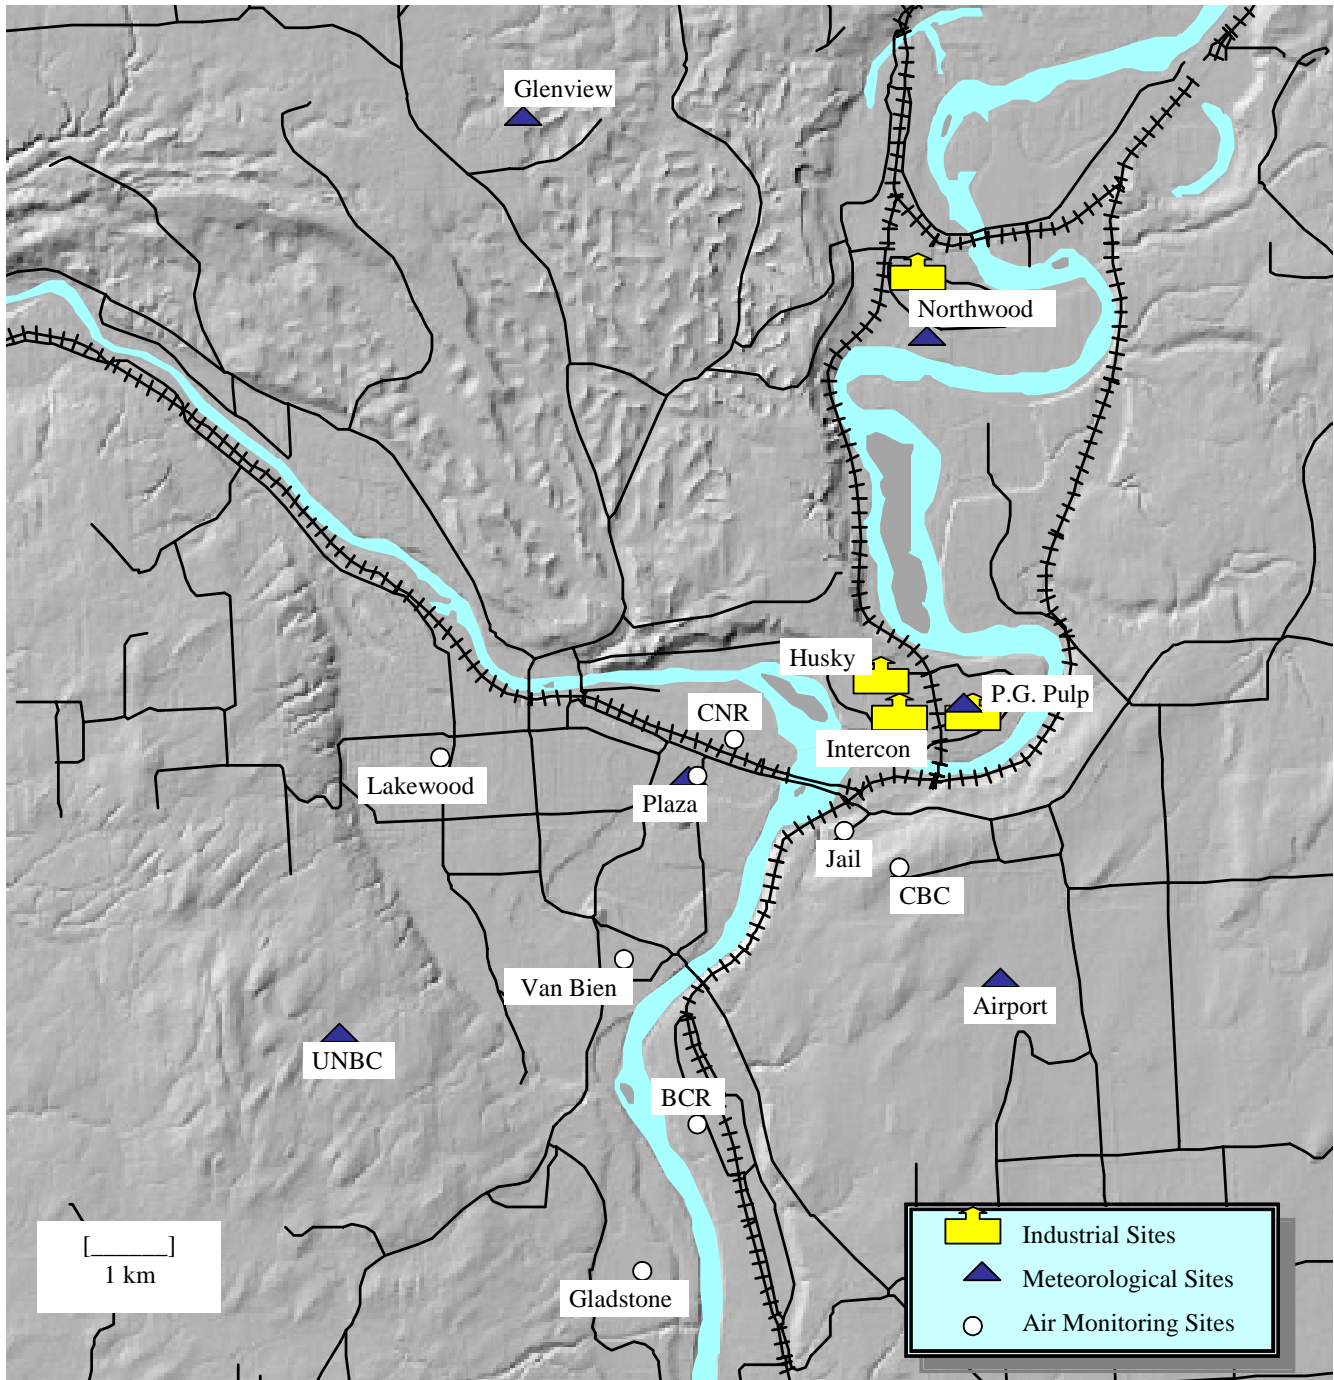 Glenview
Northwood
Husky
P.G. Pulp
CNR
Intercon
Lakewood
Plaza
Jail
CBC
Van Bien
Airport
UNBC
BCR
[______]
1 km
Gladstone
Industrial Sites
Meteorological Sites
Air Monitoring Sites